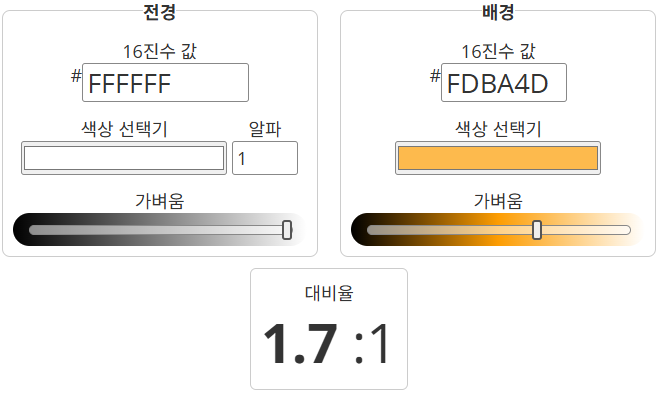 전경
16진수 값
#FFFFFF
색상 선택기 알파
1
가벼움
배경
16진수 값
#FDBA4D
색상 선택기
가벼움
대비율
1.7 :1